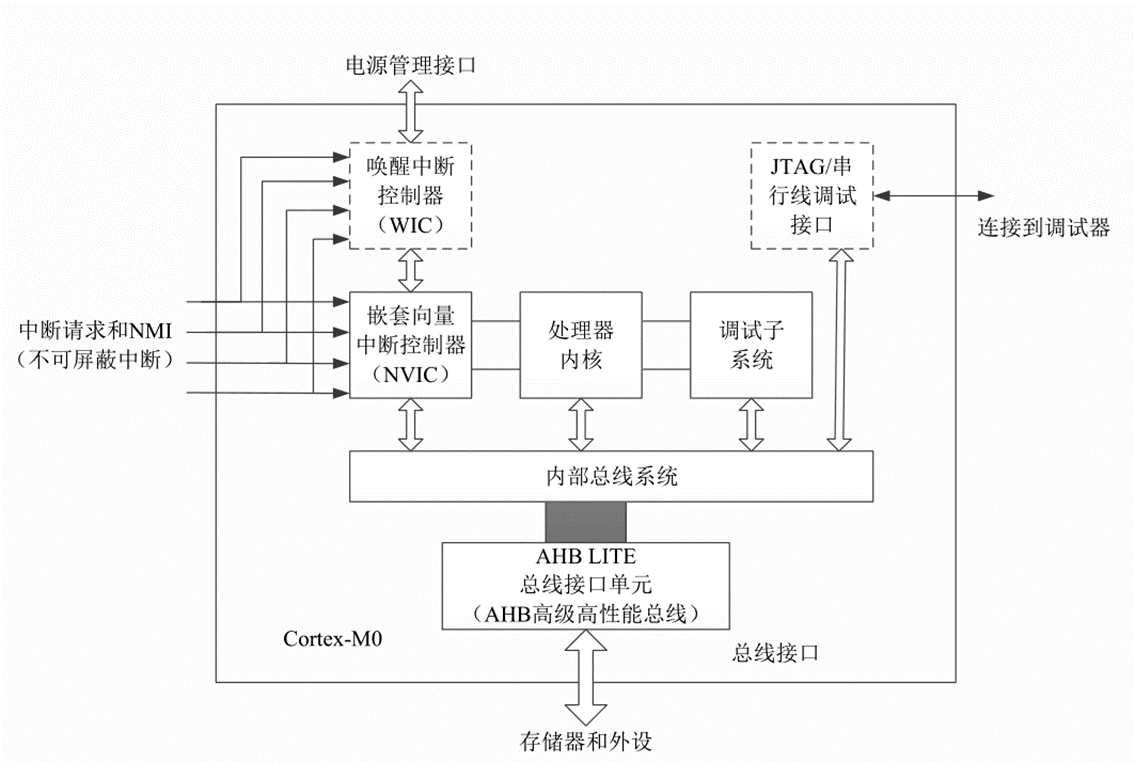 电源管理接口
唤醒中断
控制器
（WIC）
JTAG/串
行线调试
接口
连接到调试器
中断请求和NMI
（不可屏蔽中断）
嵌套向量
中断控制器
（NVIC）
处理器
内核
调试子
系统
内部总线系统
AHB LITE
总线接口单元
（AHB高级高性能总线）
Cortex-M0
总线接口
存储器和外设